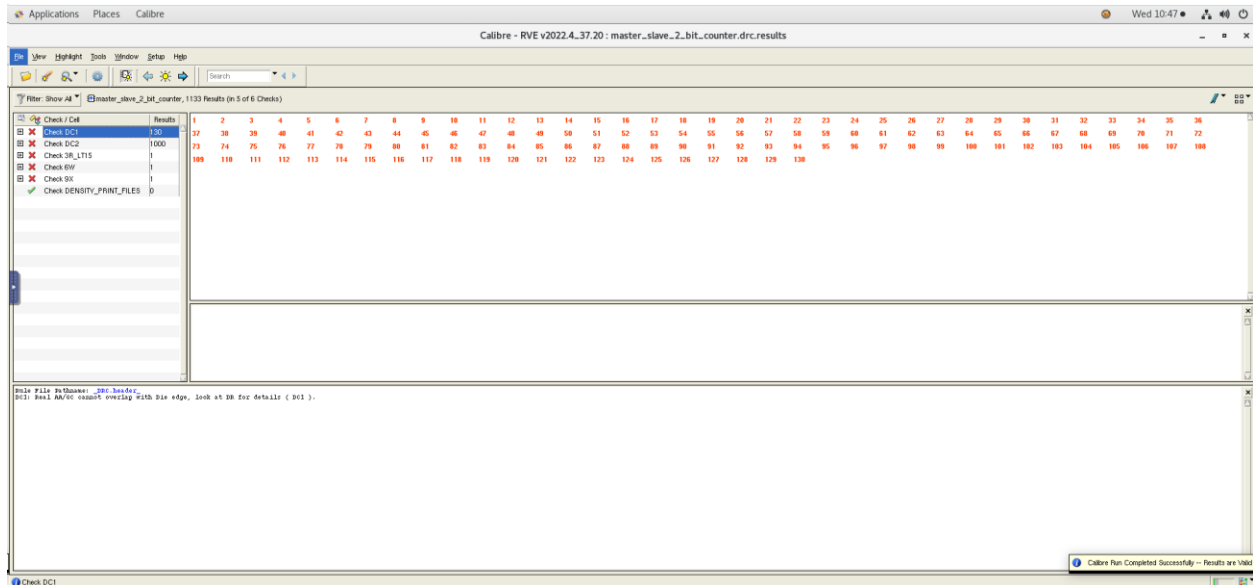 Applications Places Calibre Wed 10:47
Calibre - RVE v2022.4_37.20 : master_slave_2_bit_counter.drc.results
File View Highlight Tools Window Setup Help
Search
Filter: Show All master_slave_2_bit_counter, 1133 Results (in 5 of 6 Checks)
Check / Cell Results
Check DC1 130
Check DC2 1000
Check 3R_LT15 1
Check 6W 1
Check 9X 1
Check DENSITY_PRINT_FILES 0
1 2 3 4 5 6 7 8 9 10 11 12 13 14 15 16 17 18 19 20 21 22 23 24 25 26 27 28 29 30 31 32 33 34 35 36
37 38 39 40 41 42 43 44 45 46 47 48 49 50 51 52 53 54 55 56 57 58 59 60 61 62 63 64 65 66 67 68 69 70 71 72
73 74 75 76 77 78 79 80 81 82 83 84 85 86 87 88 89 90 91 92 93 94 95 96 97 98 99 100 101 102 103 104 105 106 107 108
109 110 111 112 113 114 115 116 117 118 119 120 121 122 123 124 125 126 127 128 129 130
Rule File Pathname: _DRC.header_
DC1: Real AA/GC cannot overlap with Die edge, look at DR for details ( DC1 ).
Calibre Run Completed Successfully -- Results are Valid
Check DC1